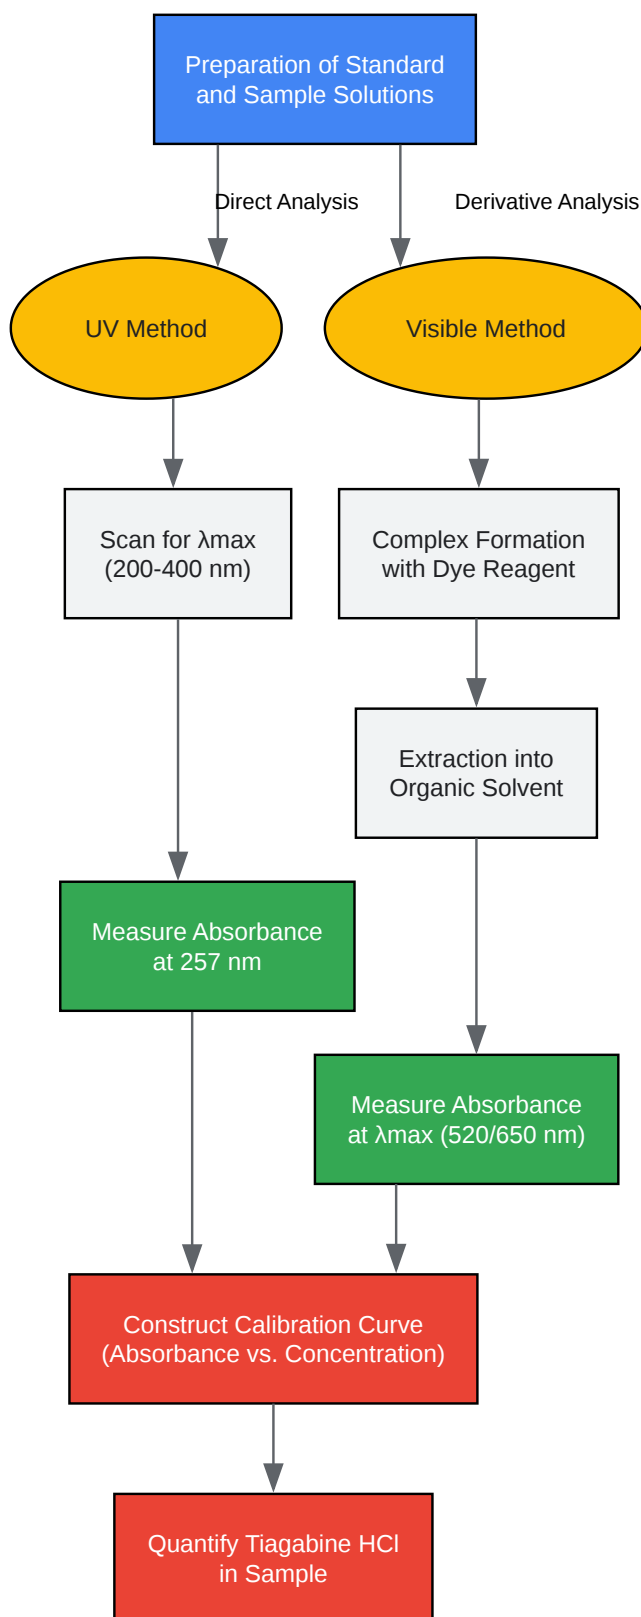 Preparation of Standard
and Sample Solutions
Direct Analysis
Derivative Analysis
UV Method
Visible Method
Scan for λmax
(200-400 nm)
Complex Formation
with Dye Reagent
Extraction into
Organic Solvent
Measure Absorbance
at 257 nm
Measure Absorbance
at λmax (520/650 nm)
Construct Calibration Curve
(Absorbance vs. Concentration)
Quantify Tiagabine HCl
in Sample